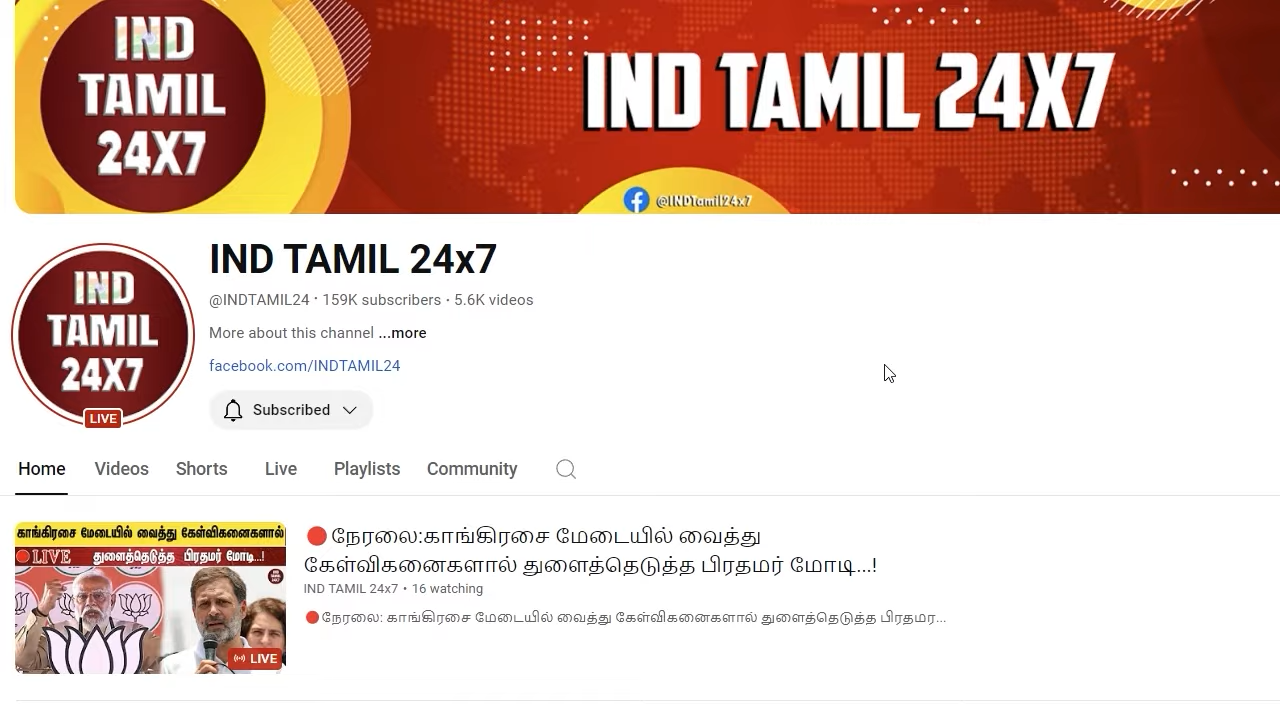 IND
TAMIL
24X7
IND TAMIL 24X7
@INDTamil24x7
IND
TAMIL
24X7
LIVE
IND TAMIL 24x7
@INDTAMIL24 · 159K subscribers · 5.6K videos
More about this channel ...more
facebook.com/INDTAMIL24
Subscribed
Home Videos Shorts Live Playlists Community
காங்கிரசை மேடையில் வைத்து கேள்விகனைகளால்
LIVE துளைத்தெடுத்த பிரதமர் மோடி...!
LIVE
🔴நேரலை:காங்கிரசை மேடையில் வைத்து
கேள்விகனைகளால் துளைத்தெடுத்த பிரதமர் மோடி...!
IND TAMIL 24x7 • 16 watching
🔴நேரலை: காங்கிரசை மேடையில் வைத்து கேள்விகனைகளால் துளைத்தெடுத்த பிரதமர...